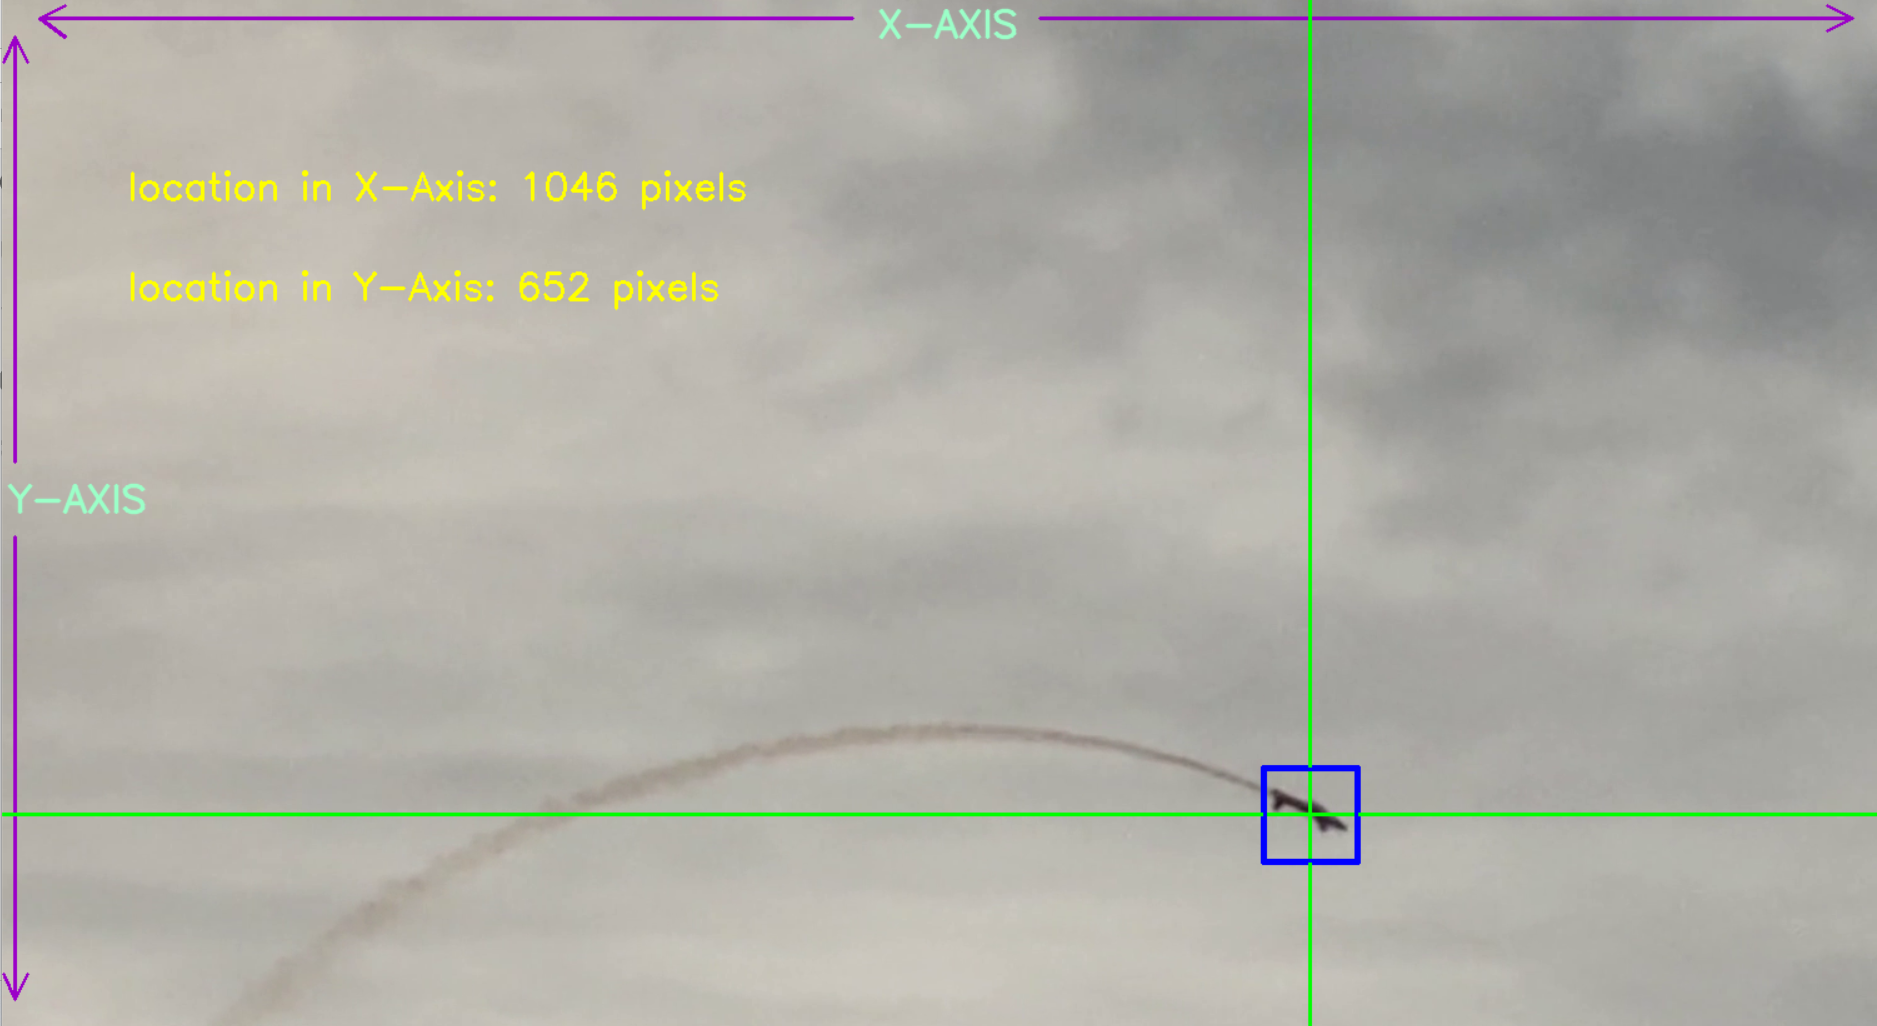 X-AXIS
location in X-Axis: 1046 pixels
location in Y-Axis: 652 pixels
Y-AXIS